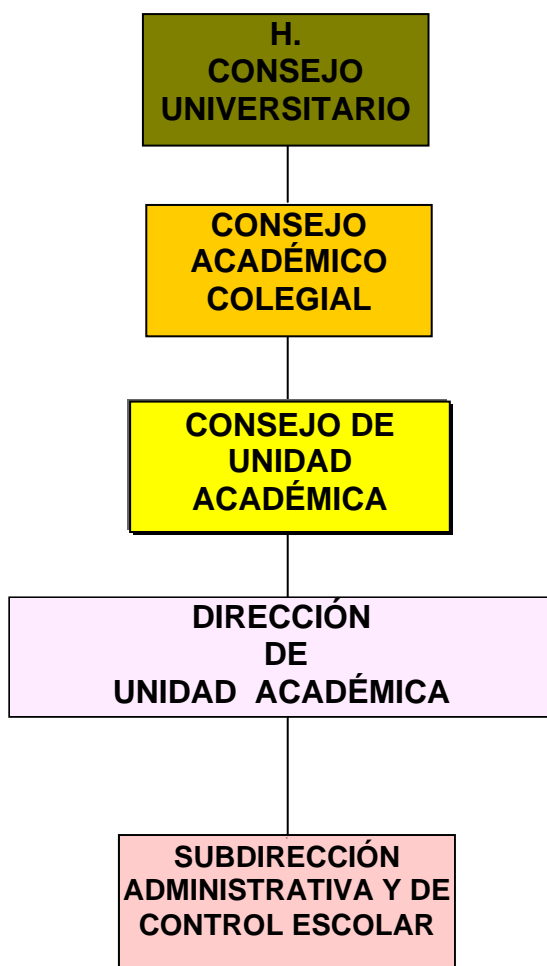 H.
CONSEJO
UNIVERSITARIO
CONSEJO
ACADÉMICO
COLEGIAL
CONSEJO DE
UNIDAD
ACADÉMICA
DIRECCIÓN
DE
UNIDAD ACADÉMICA
SUBDIRECCIÓN
ADMINISTRATIVA Y DE
CONTROL ESCOLAR